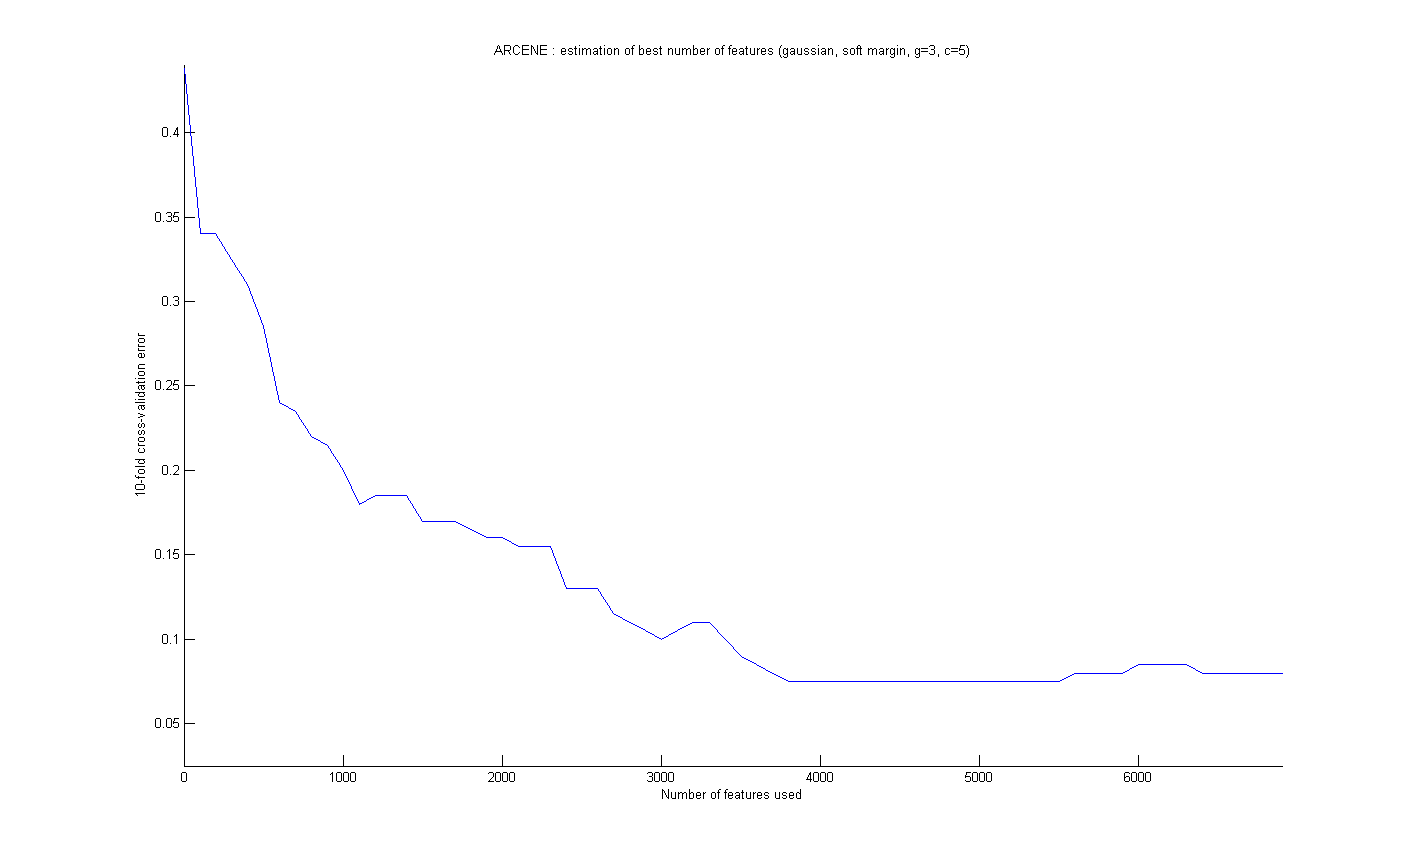 ARCENE : estimation of best number of features (gaussian, soft margin, g=3, c=5)
0.4
0.35
0.3
0.25
0.2
0.15
0.1
0.05
10-fold cross-validation error
0 1000 2000 3000 4000 5000 6000
Number of features used